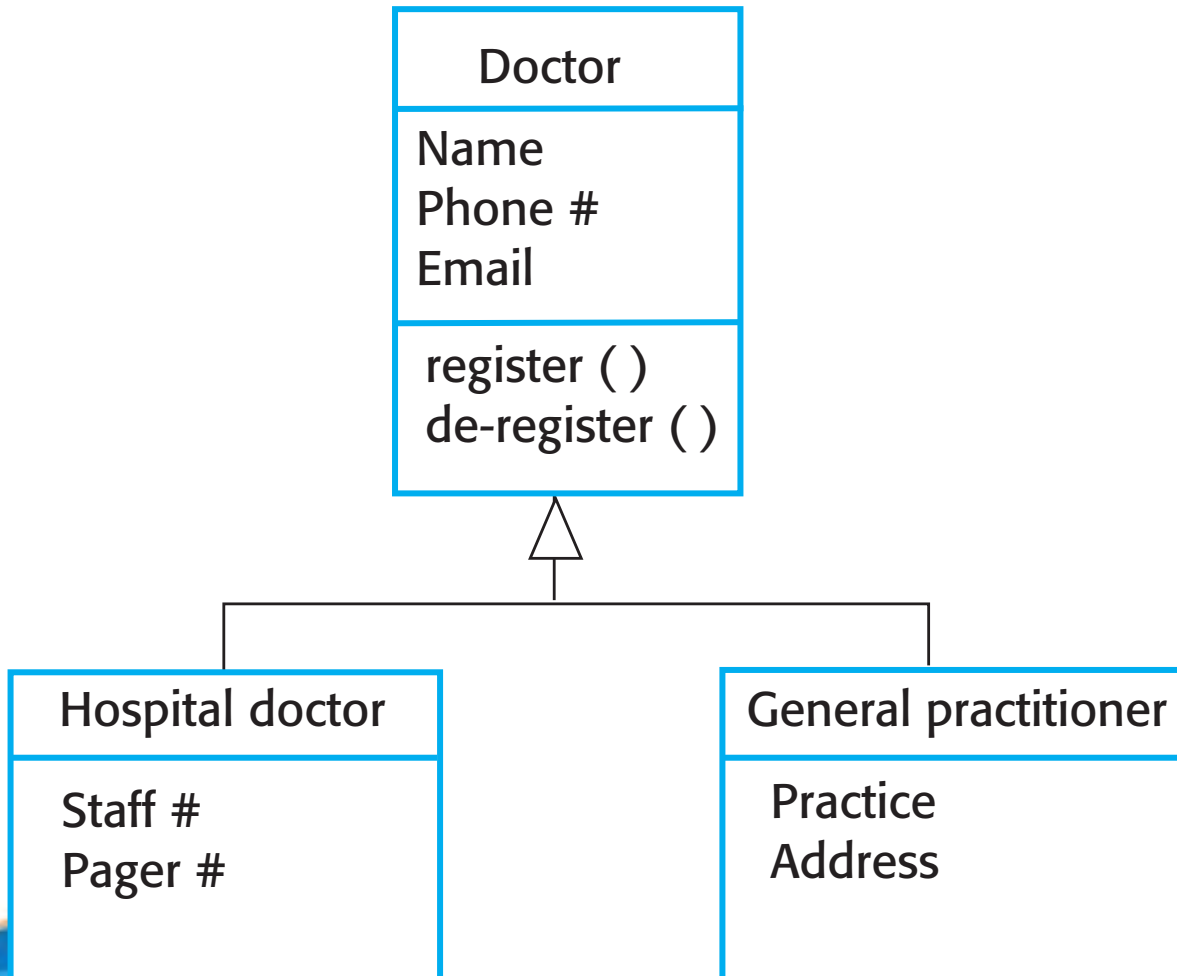 Doctor
Name
Phone #
Email
register ( )
de-register ( )
Hospital doctor
Staff #
Pager #
General practitioner
Practice
Address